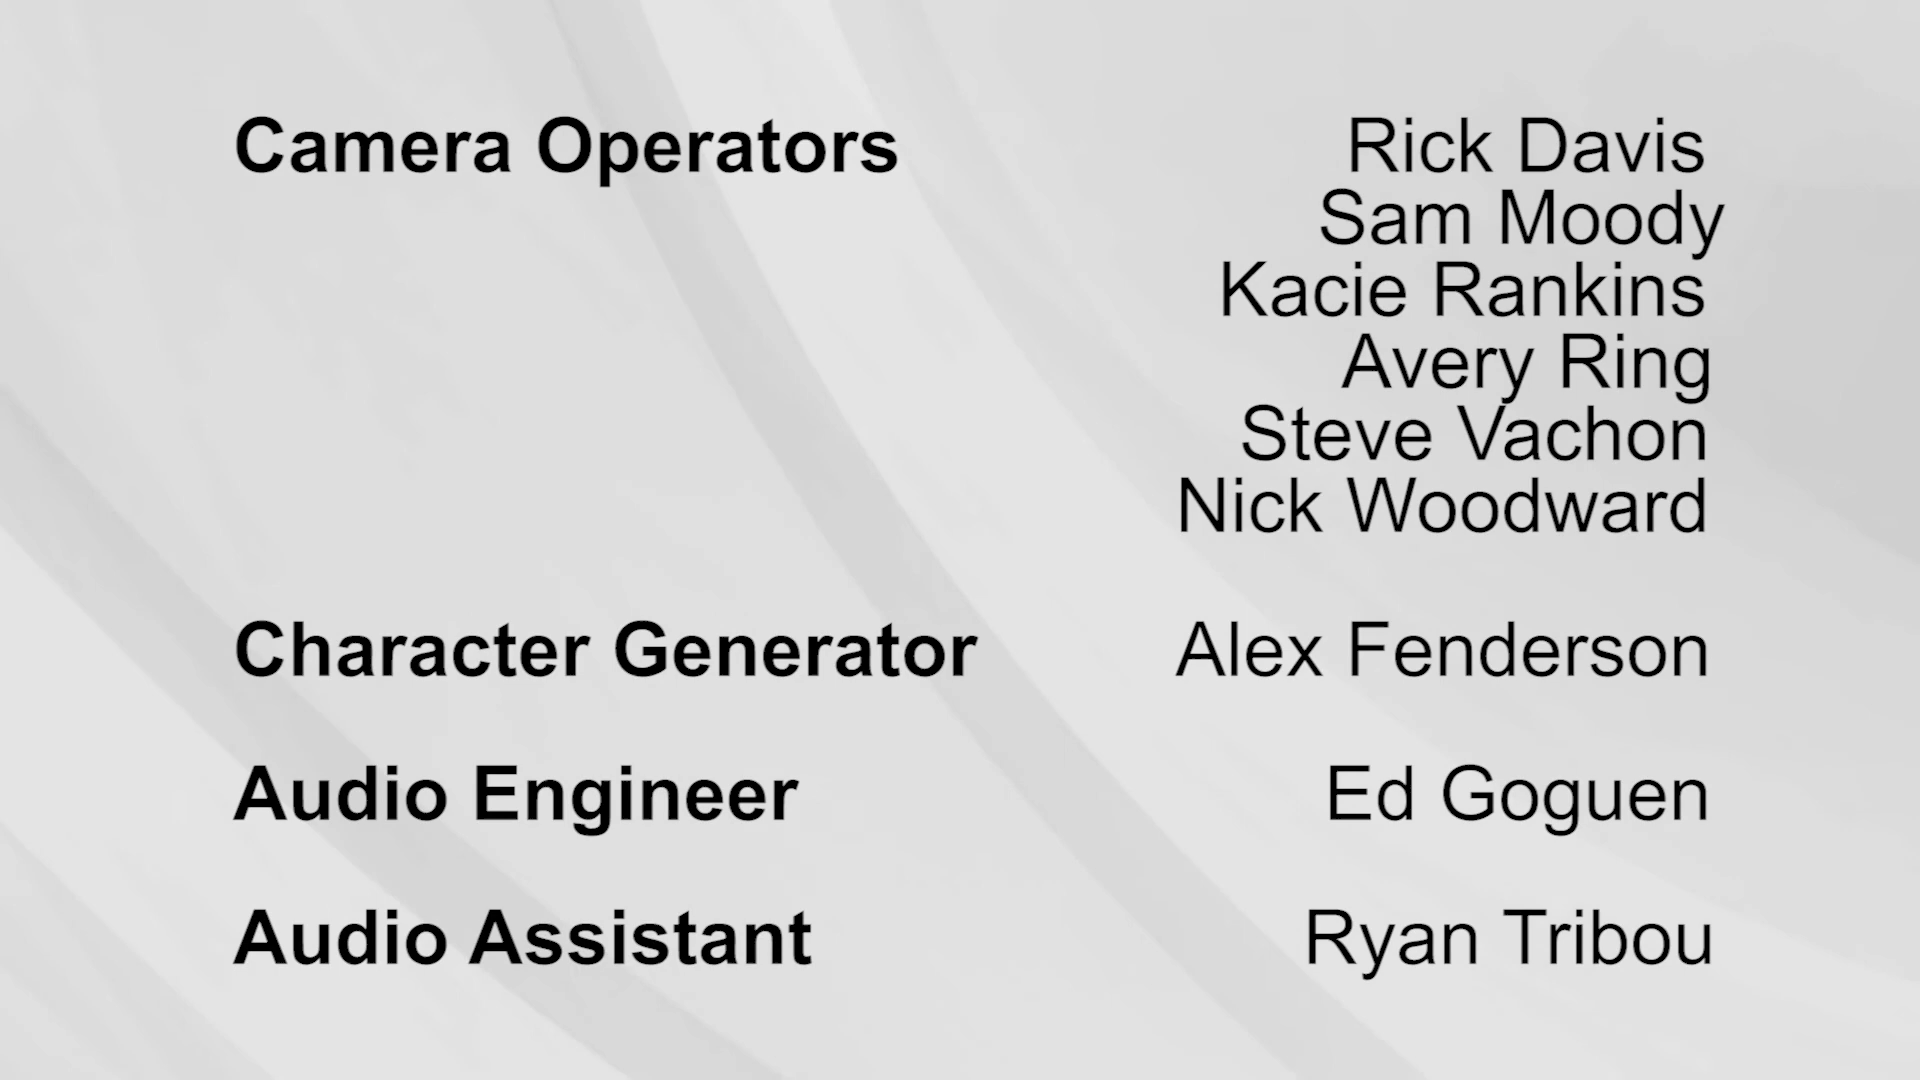 Camera Operators Rick Davis
Sam Moody
Kacie Rankins
Avery Ring
Steve Vachon
Nick Woodward
Character Generator Alex Fenderson
Audio Engineer Ed Goguen
Audio Assistant Ryan Tribou